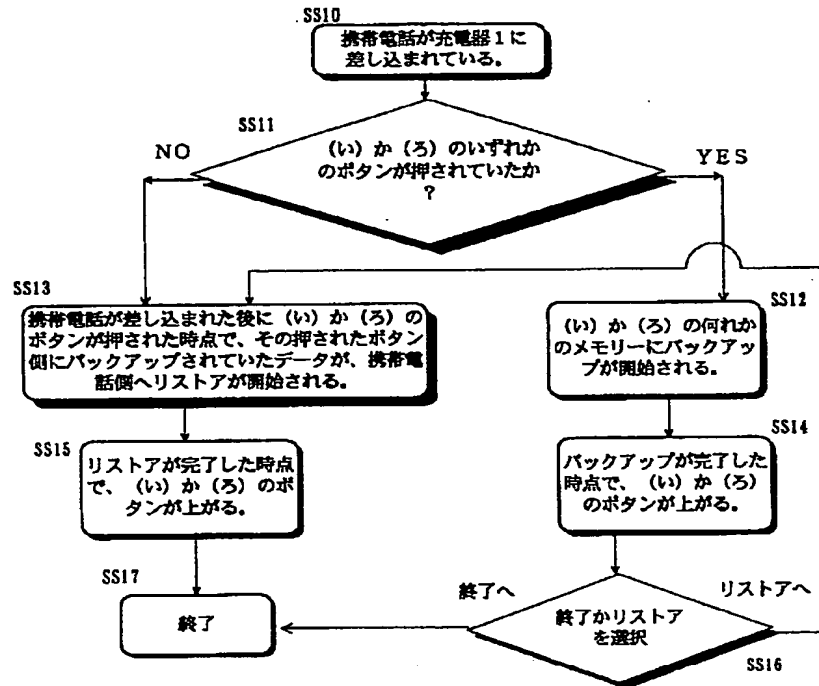 SS10
携帯電話が充電器1に
差し込まれている。
SS11
(い)か(ろ)のいずれか
のボタンが押されていたか
?
NO
YES
SS13
携帯電話が差し込まれた後に(い)か(ろ)の
ボタンが押された時点で、その押されたボタン
側にバックアップされていたデータが、携帯電
話側へリストアが開始される。
SS12
(い)か(ろ)の何れか
のメモリーにバックアッ
プが開始される。
SS15
リストアが完了した時点
で、(い)か(ろ)のボ
タンが上がる。
SS14
バックアップが完了した
時点で、(い)か(ろ)
のボタンが上がる。
SS17
終了
終了へ
リストアへ
終了かリストア
を選択
SS16